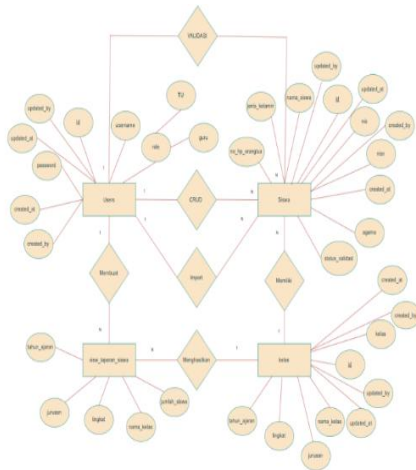 VALIDASI
updated_by
nama_siswa
jenis_kelamin
id
updated_at
TU
nis
created_by
nisn
updated_by
id
username
role
guru
no_hp_orangtua
updated_at
password
created_at
Users
CRUD
Siswa
created_at
agama
created_by
status_validasi
Membuat
Import
Memiliki
created_at
created_by
kelas
tahun_ajaran
view_laporan_siswa
Menghasilkan
kelas
id
updated_by
jurusan
tingkat
nama_kelas
jumlah_siswa
tahun_ajaran
tingkat
jurusan
nama_kelas
updated_at